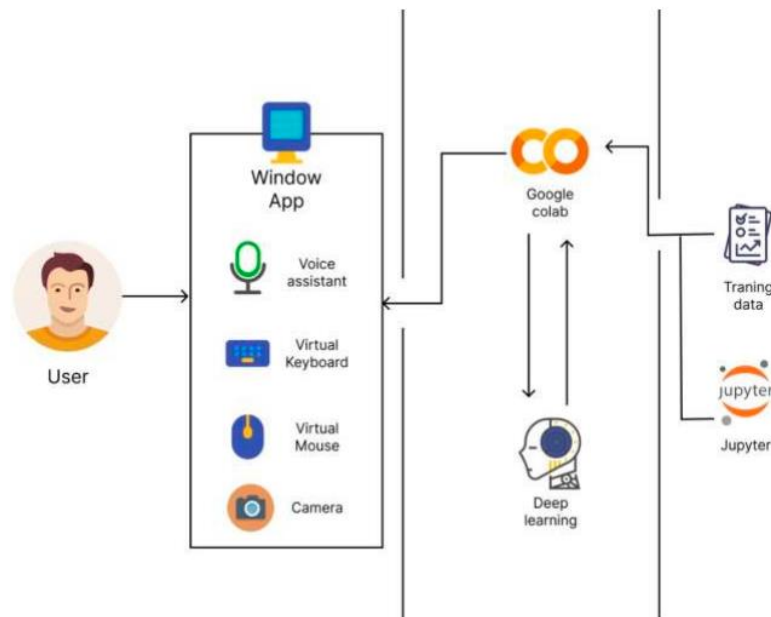 Window
App
Voice
assistant
Virtual
Keyboard
Virtual
Mouse
Camera
User
Google
colab
Deep
learning
Traning
data
jupyter
Jupyter